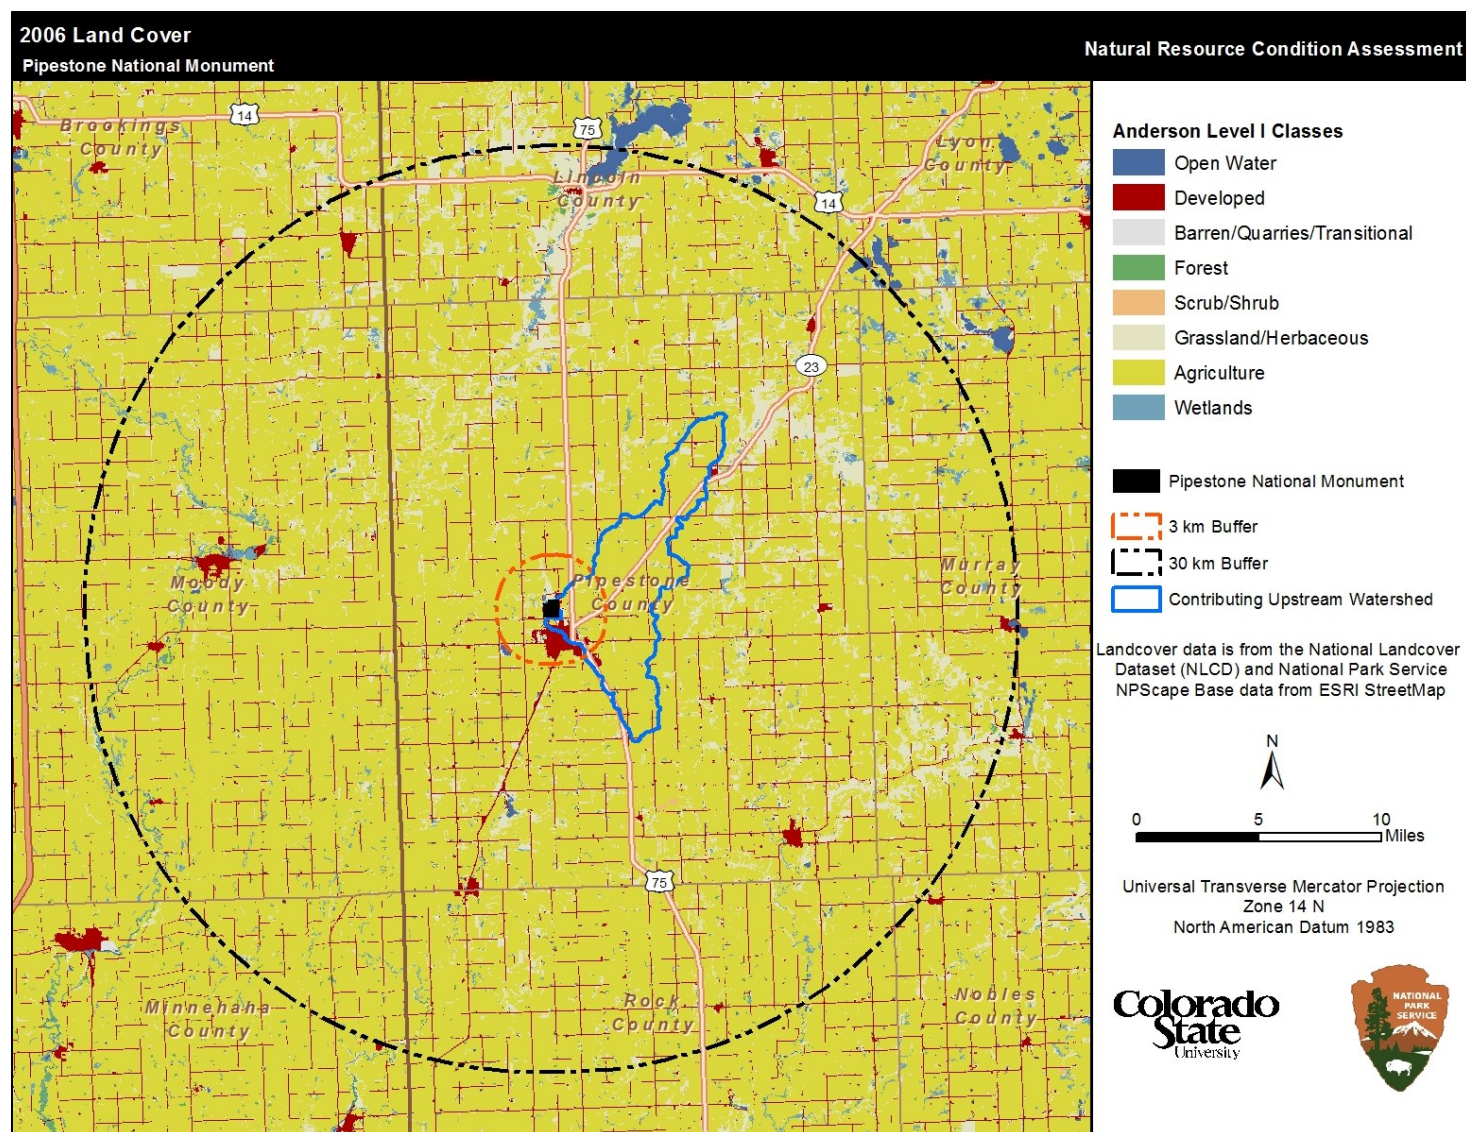 2006 Land Cover
Pipestone National Monument
Natural Resource Condition Assessment
14
Brookings
County
75
Lyon
County
Lincoln
County
14
23
Moody
County
Pipestone
County
Murray
County
75
Minnehaha
County
Rock
County
Nobles
County
Anderson Level I Classes
Open Water
Developed
Barren/Quarries/Transitional
Forest
Scrub/Shrub
Grassland/Herbaceous
Agriculture
Wetlands
Pipestone National Monument
3 km Buffer
30 km Buffer
Contributing Upstream Watershed
Landcover data is from the National Landcover
Dataset (NLCD) and National Park Service
NPScape Base data from ESRI StreetMap
N
0 5 10
Miles
Universal Transverse Mercator Projection
Zone 14 N
North American Datum 1983
Colorado
State
University
NATIONAL
PARK
SERVICE